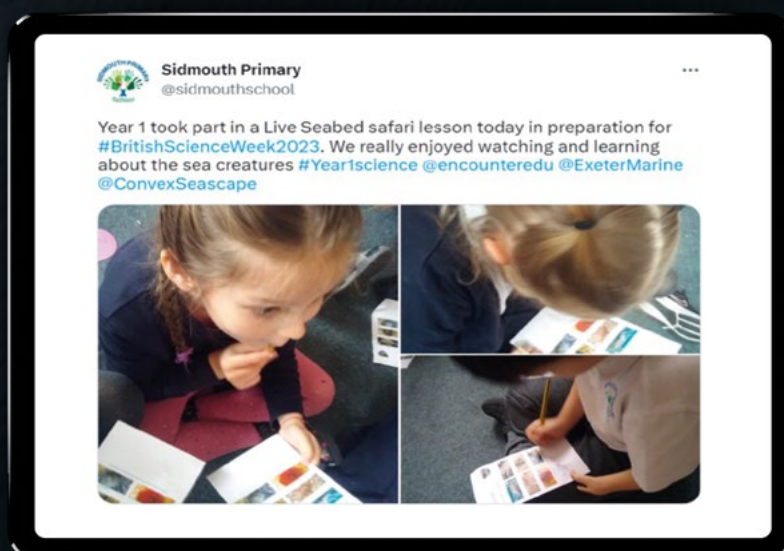 Sidmouth Primary
@sidmouthschool
Year 1 took part in a Live Seabed safari lesson today in preparation for
#BritishScienceWeek2023. We really enjoyed watching and learning
about the sea creatures #Year1science @encounteredu @ExeterMarine
@ConvexSeascape